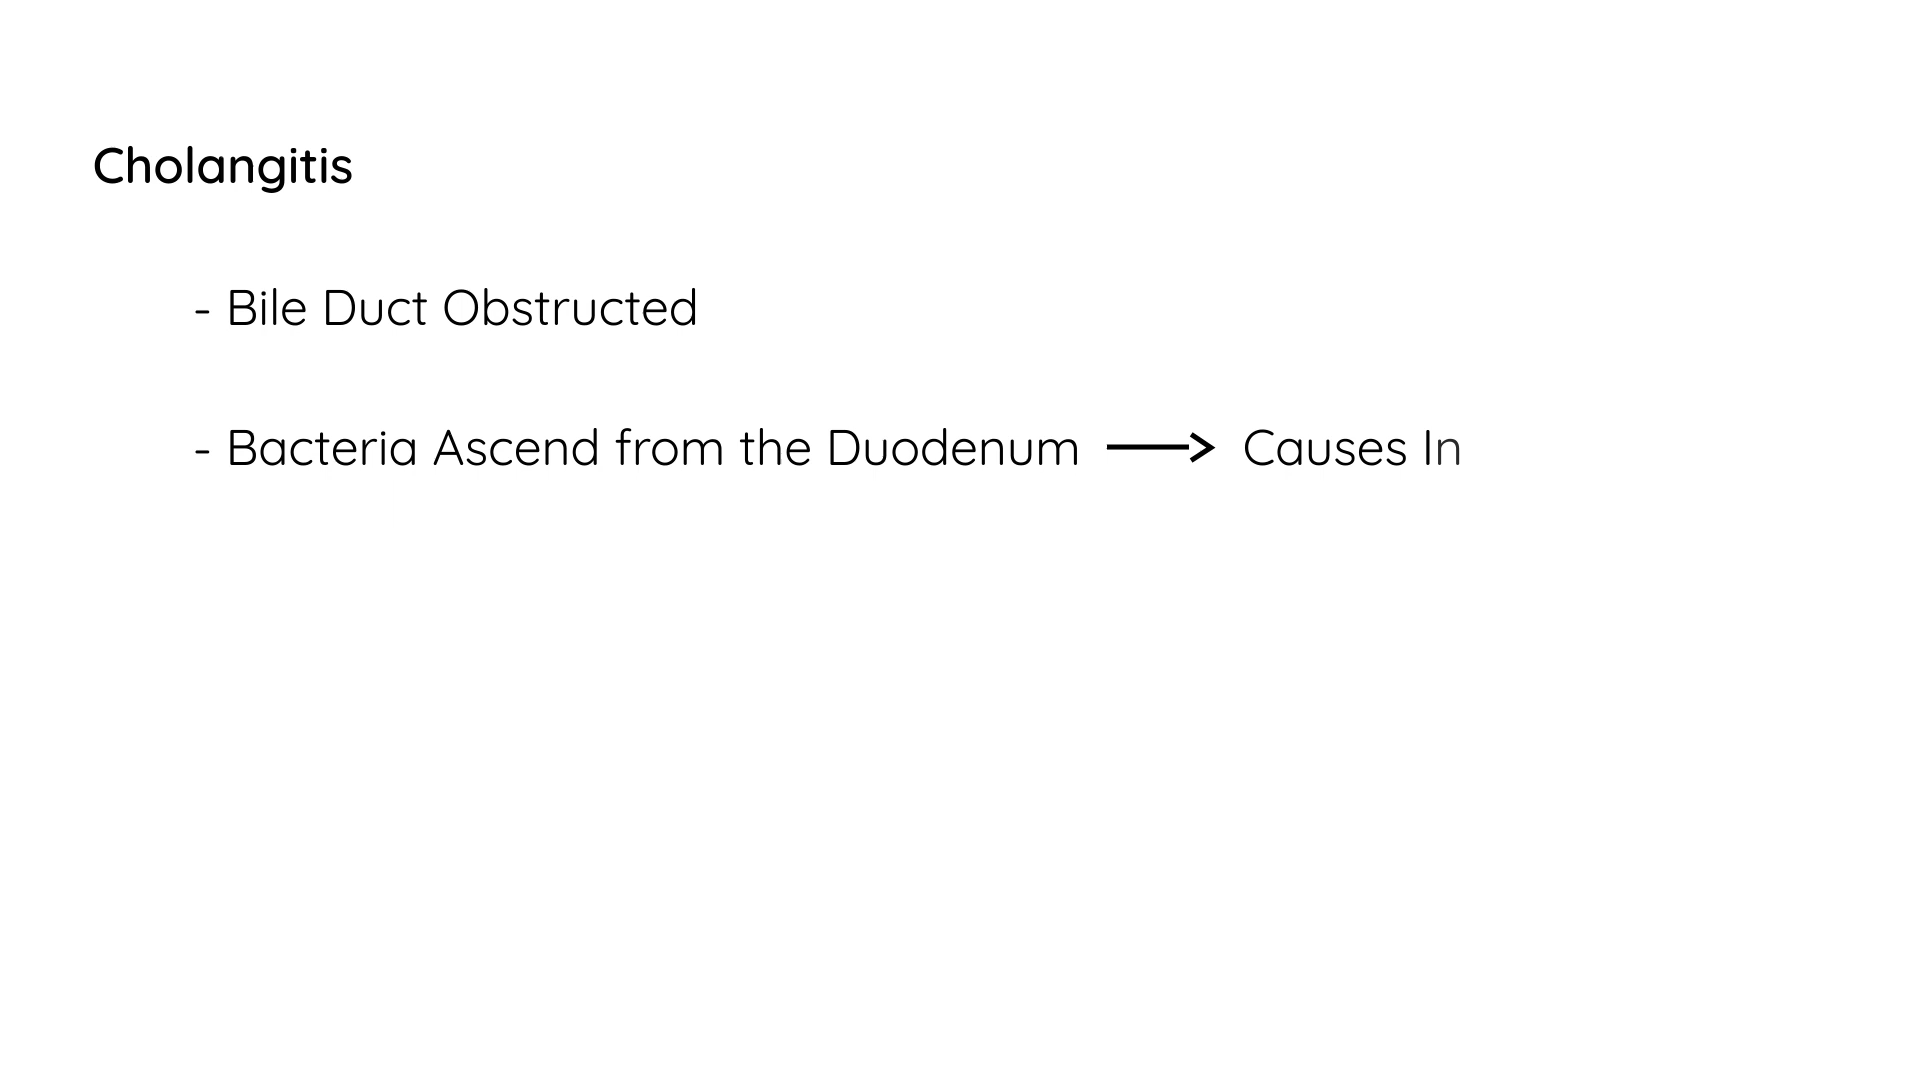 Cholangitis
- Bile Duct Obstructed
- Bacteria Ascend from the Duodenum → Causes In